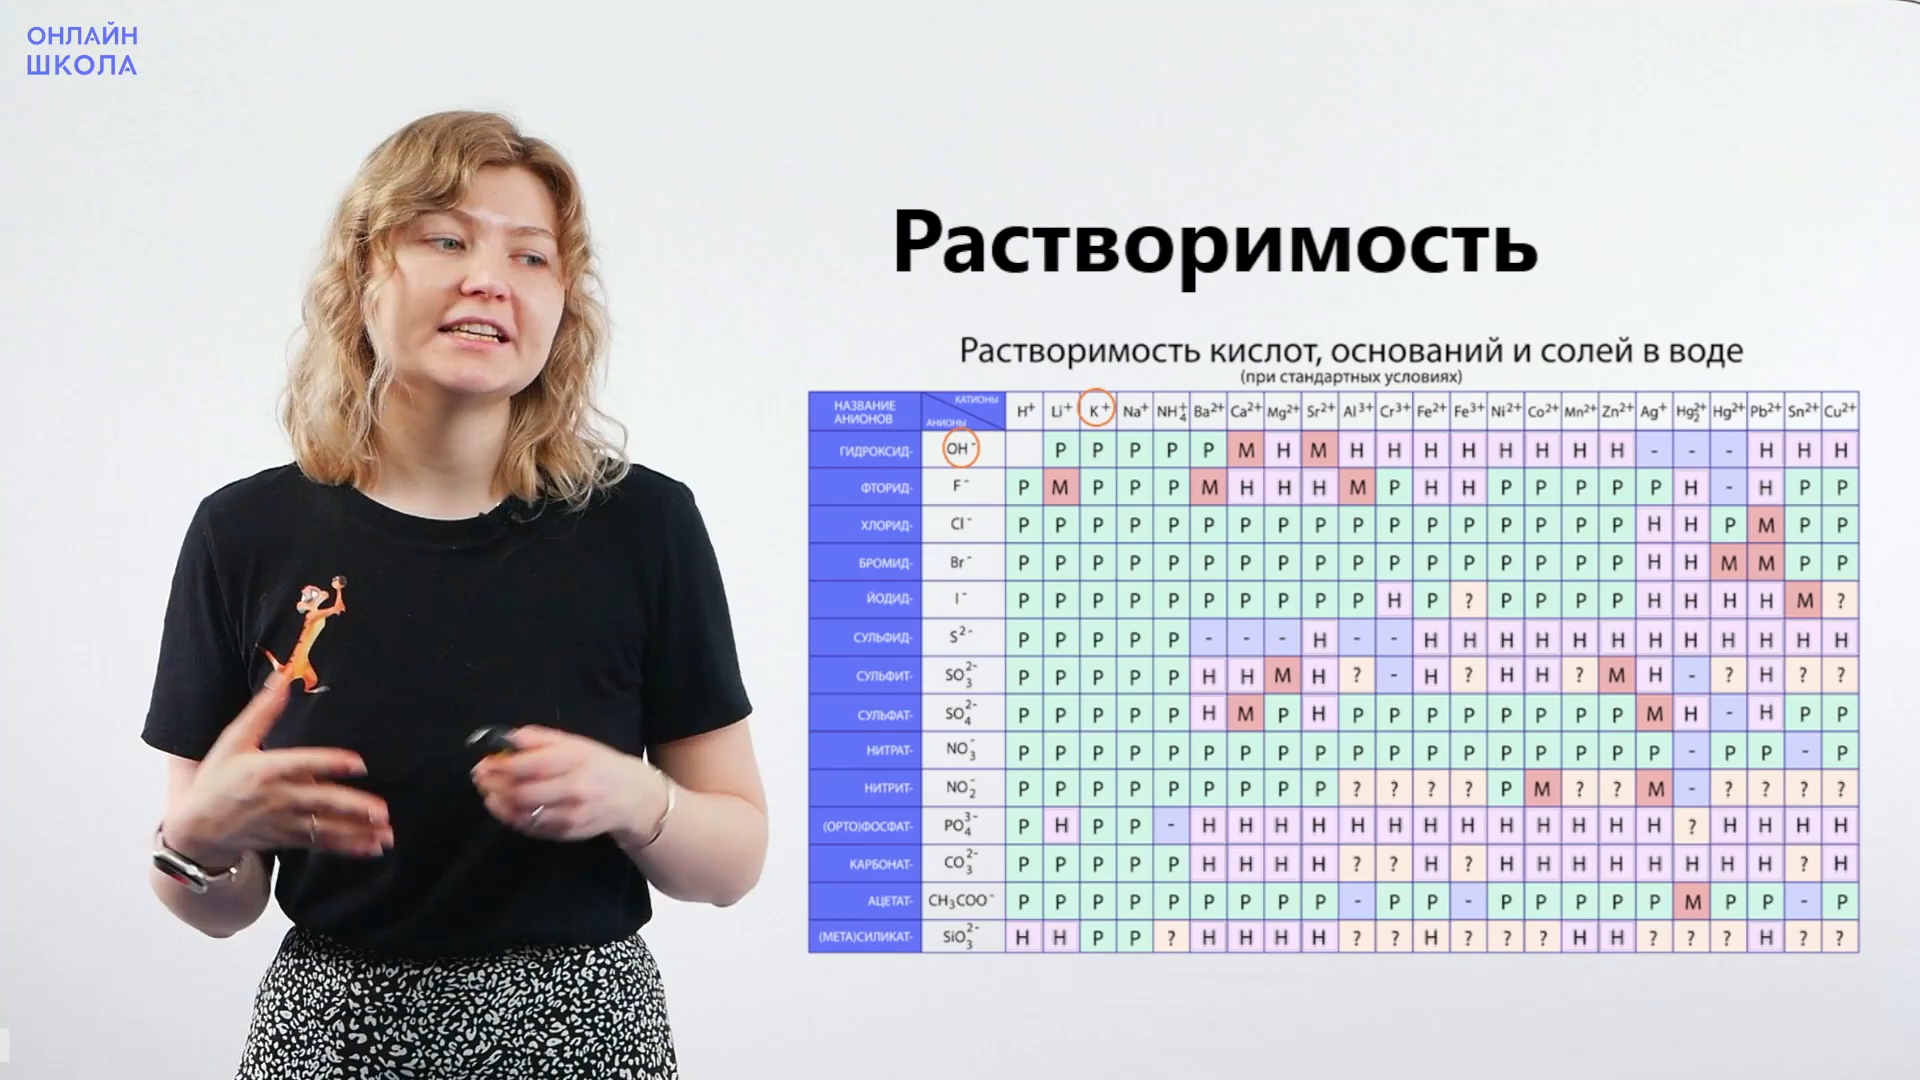 ОНЛАЙН
ШКОЛА
Растворимость
Растворимость кислот, оснований и солей в воде
(при стандартных условиях)
НАЗВАНИЕ АНИОНОВ КАТИОНЫ АНИОНЫ H⁺ Li⁺ K⁺ Na⁺ NH₄⁺ Ba²⁺ Ca²⁺ Mg²⁺ Sr²⁺ Al³⁺ Cr³⁺ Fe²⁺ Fe³⁺ Ni²⁺ Co²⁺ Mn²⁺ Zn²⁺ Ag⁺ Hg₂²⁺ Hg²⁺ Pb²⁺ Sn²⁺ Cu²⁺
ГИДРОКСИД- OH⁻ Р Р Р Р Р М Н М Н Н Н Н Н Н Н Н - - - Н Н Н
ФТОРИД- F⁻ Р М Р Р Р М Н Н Н М Р Н Н Р Р Р Р Р Н - Н Р Р
ХЛОРИД- Cl⁻ Р Р Р Р Р Р Р Р Р Р Р Р Р Р Р Р Р Н Н Р М Р Р
БРОМИД- Br⁻ Р Р Р Р Р Р Р Р Р Р Р Р Р Р Р Р Р Н Н М М Р Р
ЙОДИД- I⁻ Р Р Р Р Р Р Р Р Р Р Н Р ? Р Р Р Р Н Н Н Н М ?
СУЛЬФИД- S²⁻ Р Р Р Р Р - - - Н - - Н Н Н Н Н Н Н Н Н Н Н Н
СУЛЬФИТ- SO₃²⁻ Р Р Р Р Р Н Н М Н ? - Н ? Н Н ? М Н - ? Н ? ?
СУЛЬФАТ- SO₄²⁻ Р Р Р Р Р Н М Р Н Р Р Р Р Р Р Р Р М Н - Н Р Р
НИТРАТ- NO₃⁻ Р Р Р Р Р Р Р Р Р Р Р Р Р Р Р Р Р Р - Р Р - Р
НИТРИТ- NO₂⁻ Р Р Р Р Р Р Р Р Р ? ? ? ? Р М ? ? М - ? ? ? ?
(ОРТО)ФОСФАТ- PO₄³⁻ Р Н Р Р - Н Н Н Н Н Н Н Н Н Н Н Н Н ? Н Н Н Н
КАРБОНАТ- CO₃²⁻ Р Р Р Р Р Н Н Н Н ? ? Н ? Н Н Н Н Н Н Н Н ? Н
АЦЕТАТ- CH₃COO⁻ Р Р Р Р Р Р Р Р Р - Р Р - Р Р Р Р Р М Р Р - Р
(МЕТА)СИЛИКАТ- SiO₃²⁻ Н Н Р Р ? Н Н Н Н ? ? Н ? ? ? Н Н ? ? ? Н ? ?